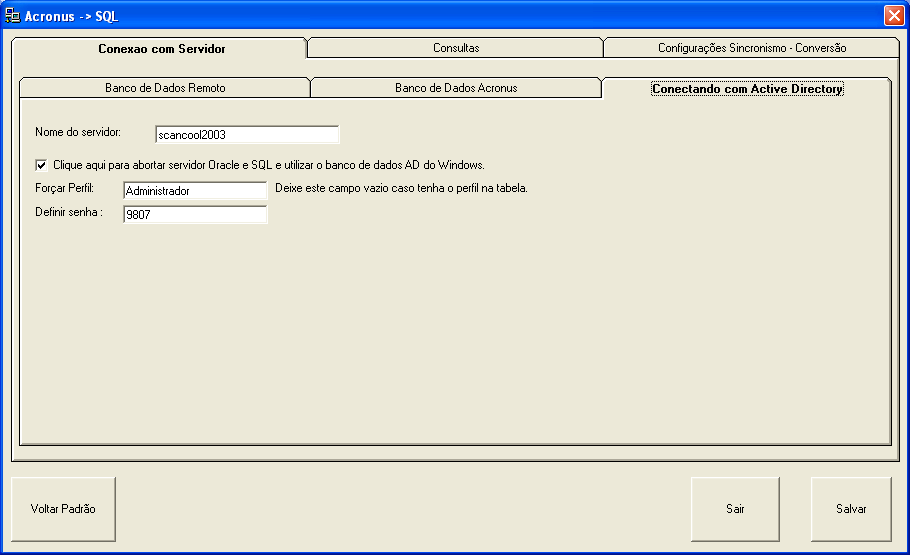 Acronus -> SQL
Conexao com Servidor
Consultas
Configurações Sincronismo - Conversão
Banco de Dados Remoto
Banco de Dados Acronus
Conectando com Active Directory
Nome do servidor: scancool2003
Clique aqui para abortar servidor Oracle e SQL e utilizar o banco de dados AD do Windows.
Forçar Perfil: Administrador Deixe este campo vazio caso tenha o perfil na tabela.
Definir senha : 9807
Voltar Padrão
Sair
Salvar